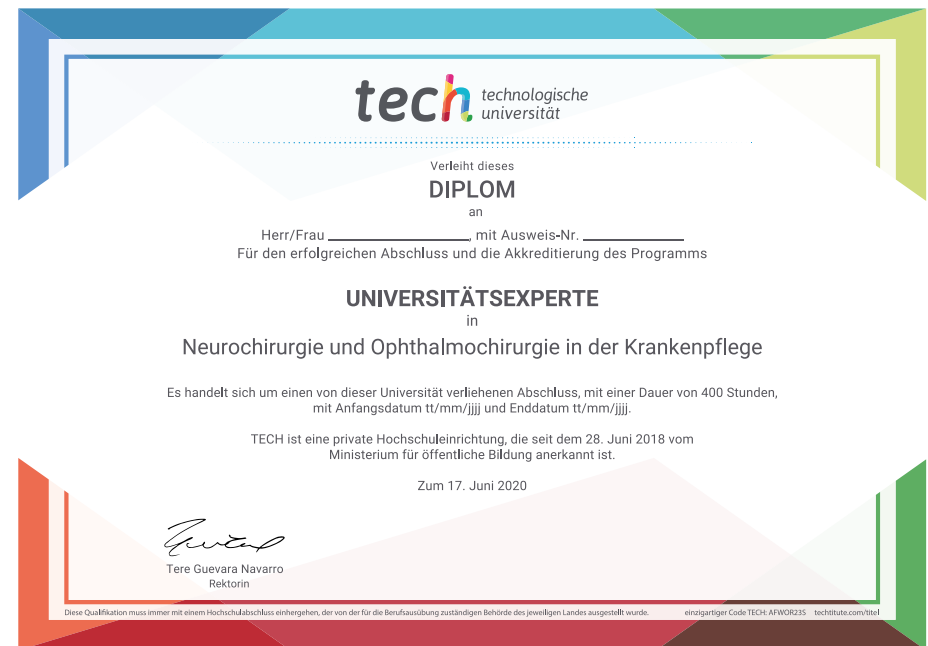 tech technologische
universität
Verleiht dieses
DIPLOM
an
Herr/Frau ____________________, mit Ausweis-Nr. ______________
Für den erfolgreichen Abschluss und die Akkreditierung des Programms
UNIVERSITÄTSEXPERTE
in
Neurochirurgie und Ophthalmochirurgie in der Krankenpflege
Es handelt sich um einen von dieser Universität verliehenen Abschluss, mit einer Dauer von 400 Stunden,
mit Anfangsdatum tt/mm/jjjj und Enddatum tt/mm/jjjj.
TECH ist eine private Hochschuleinrichtung, die seit dem 28. Juni 2018 vom
Ministerium für öffentliche Bildung anerkannt ist.
Zum 17. Juni 2020
Tere Guevara Navarro
Rektorin
Diese Qualifikation muss immer mit einem Hochschulabschluss einhergehen, der von der für die Berufsausübung zuständigen Behörde des jeweiligen Landes ausgestellt wurde. einzigartiger Code TECH: AFWOR23S techtitute.com/titel